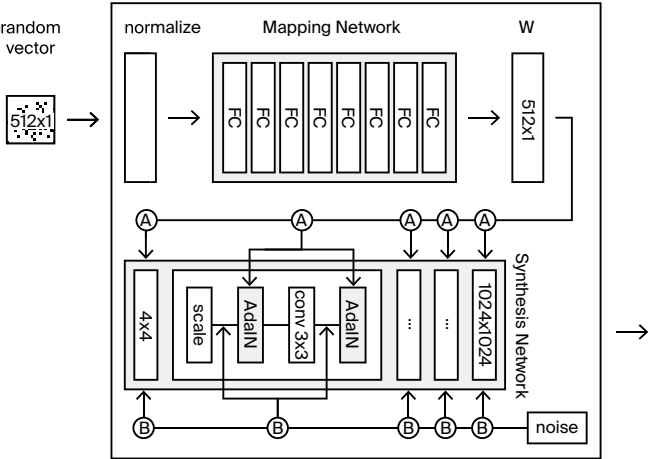 random
vector
normalize
Mapping Network
W
512x1
FC
FC
FC
FC
FC
FC
FC
FC
512x1
A
A
A
A
A
4x4
scale
AdaIN
conv 3x3
AdaIN
...
...
1024x1024
Synthesis Network
B
B
B
B
B
noise